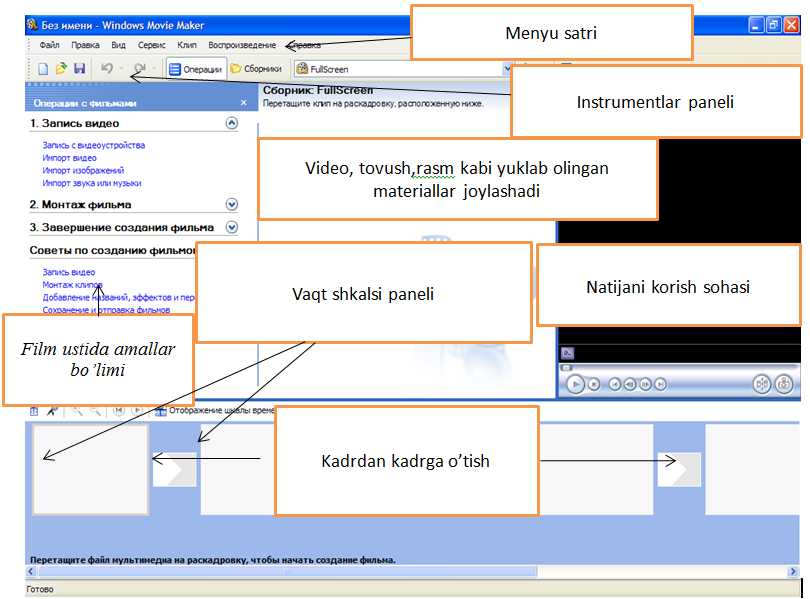 Без имени - Windows Movie Maker
Menyu satri
Файл Правка Вид Сервис Клип Воспроизведение Справка
Операции Сборники FullScreen
Instrumentlar paneli
Операции с фильмами
Сборник: FullScreen
Перетащите клип на раскадровку, расположенную ниже.
1. Запись видео
Запись с видеоустройства
Импорт видео
Импорт изображений
Импорт звука или музыки
Video, tovush,rasm kabi yuklab olingan
materiallar joylashadi
2. Монтаж фильма
3. Завершение создания фильма
Советы по созданию фильмов
Запись видео
Монтаж клипов
Добавление названий, эффектов и пер
Сохранение и отправка фильмов
Vaqt shkalsi paneli
Natijani korish sohasi
Film ustida amallar
bo’limi
Отображение шкалы време
Kadrdan kadrga o’tish
Перетащите файл мультимедиа на раскадровку, чтобы начать создание фильма.
Готово